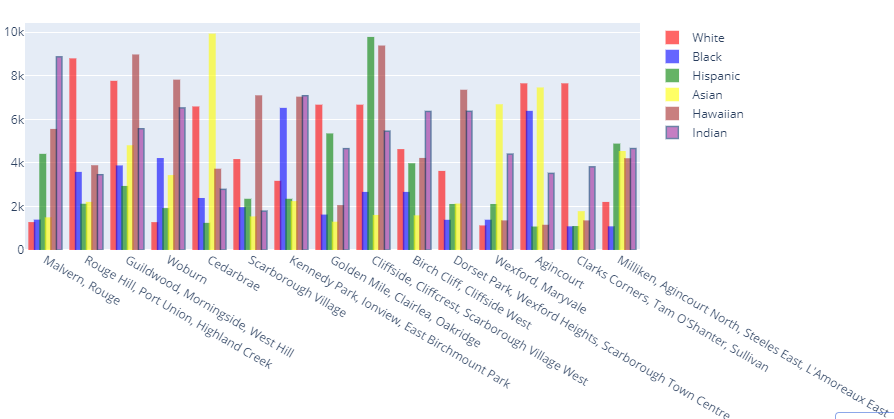 10k
8k
6k
4k
2k
0
White
Black
Hispanic
Asian
Hawaiian
Indian
Malvern, Rouge
Rouge Hill, Port Union, Highland Creek
Guildwood, Morningside, West Hill
Woburn
Cedarbrae
Scarborough Village
Kennedy Park, Ionview, East Birchmount Park
Golden Mile, Clairlea, Oakridge
Cliffside, Cliffcrest, Scarborough Village West
Birch Cliff, Cliffside West
Dorset Park, Wexford Heights, Scarborough Town Centre
Wexford, Maryvale
Agincourt
Clarks Corners, Tam O'Shanter, Sullivan
Milliken, Agincourt North, Steeles East, L'Amoreaux East